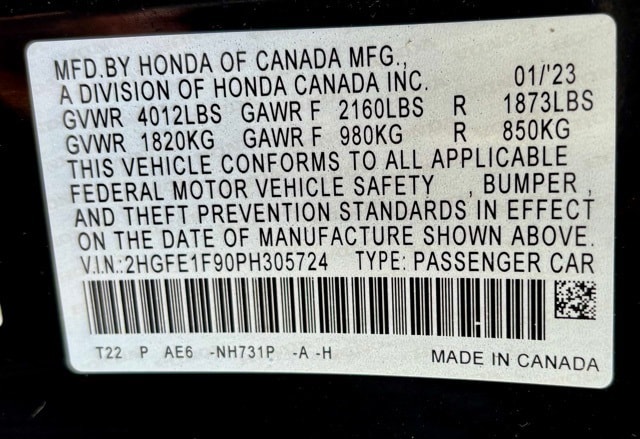 MFD.BY HONDA OF CANADA MFG.,
A DIVISION OF HONDA CANADA INC. 01/'23
GVWR 4012LBS GAWR F 2160LBS R 1873LBS
GVWR 1820KG GAWR F 980KG R 850KG
THIS VEHICLE CONFORMS TO ALL APPLICABLE
FEDERAL MOTOR VEHICLE SAFETY , BUMPER ,
AND THEFT PREVENTION STANDARDS IN EFFECT
ON THE DATE OF MANUFACTURE SHOWN ABOVE.
V.I.N.:2HGFE1F90PH305724 TYPE: PASSENGER CAR
T22 P AE6 -NH731P -A -H MADE IN CANADA